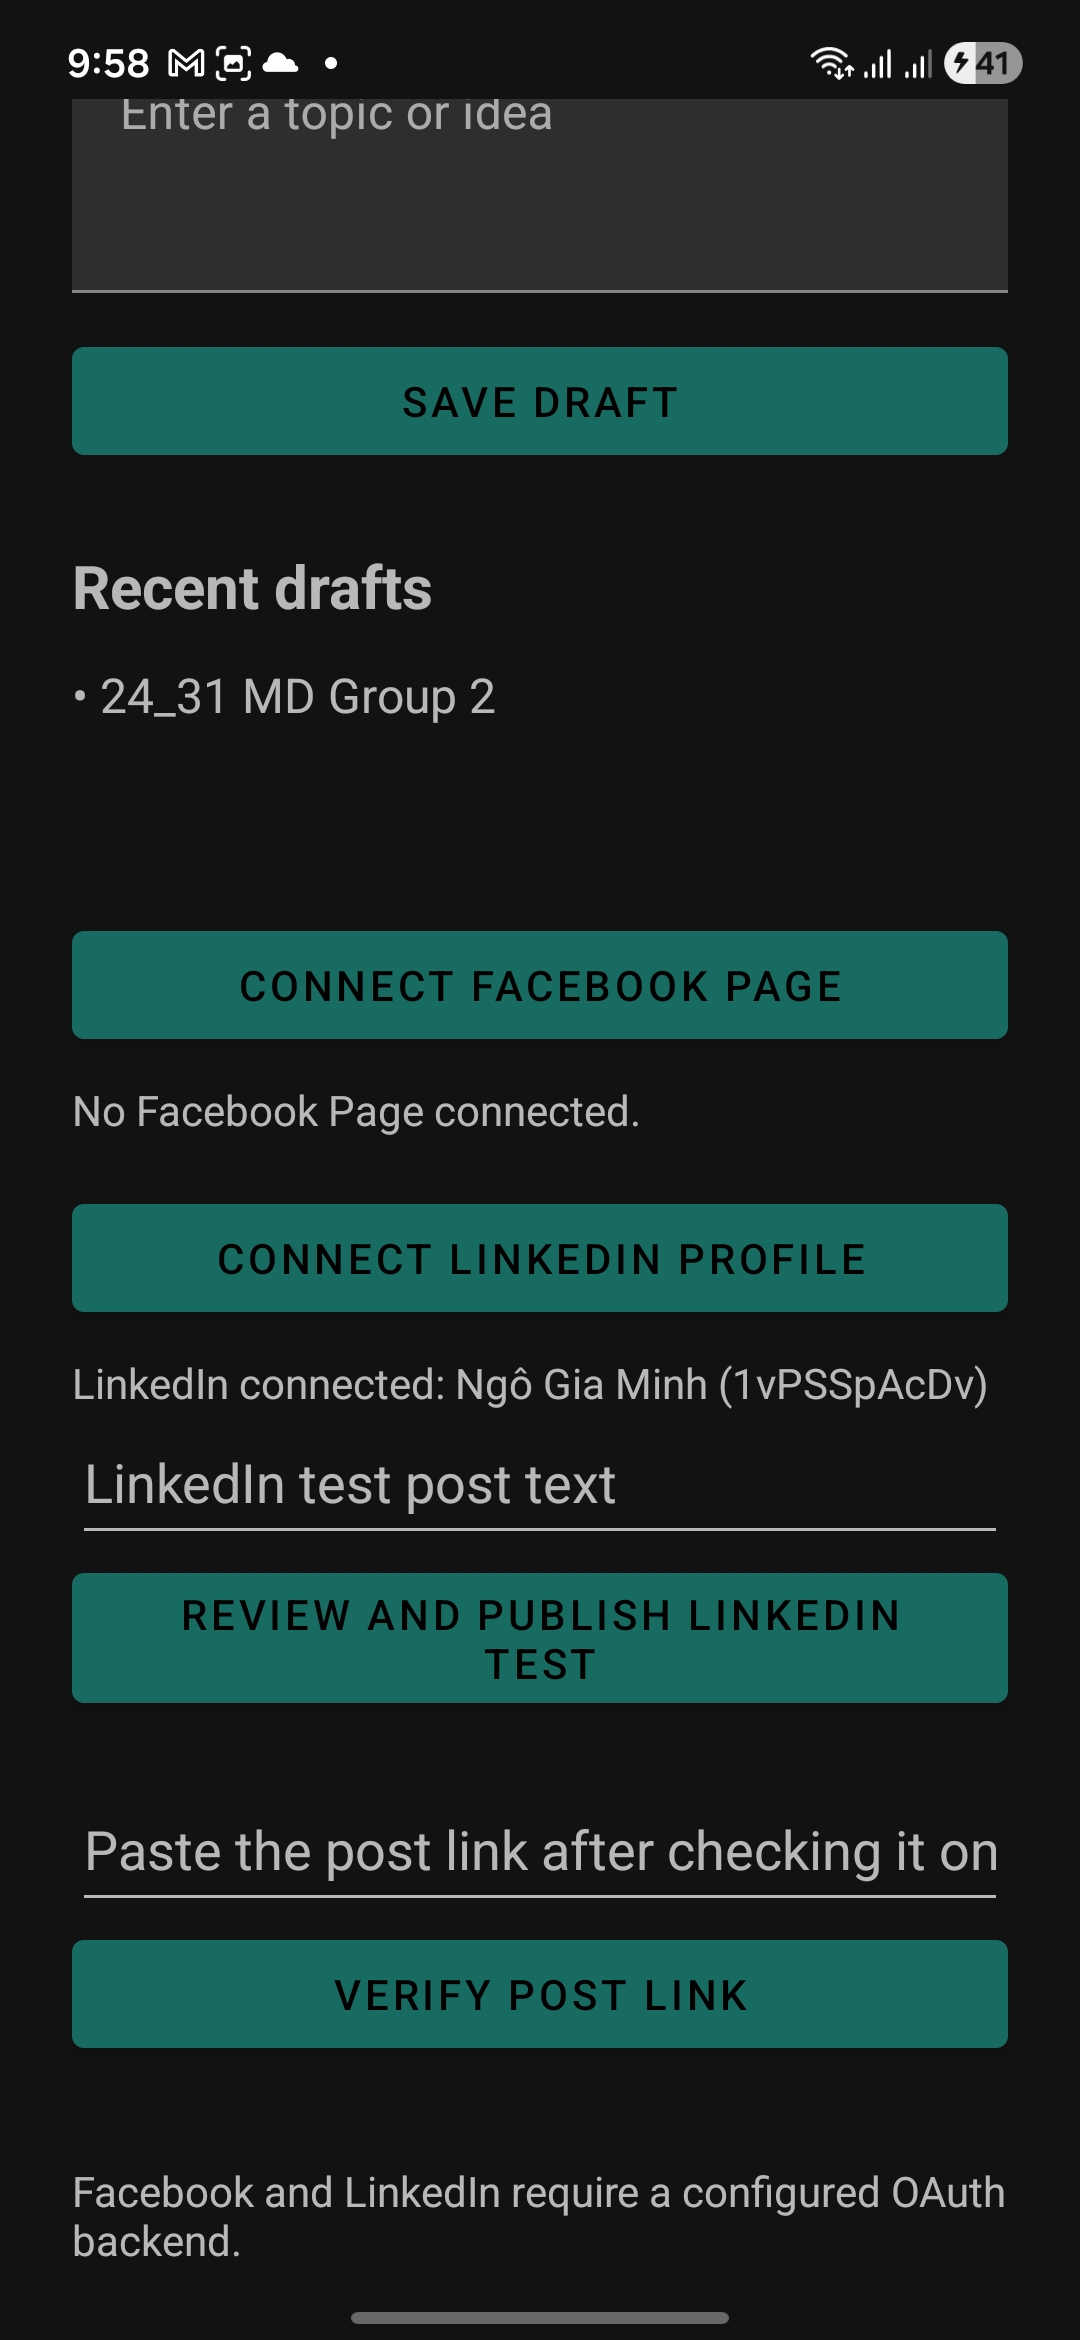 9:58
41
Enter a topic or idea
SAVE DRAFT
Recent drafts
• 24_31 MD Group 2
CONNECT FACEBOOK PAGE
No Facebook Page connected.
CONNECT LINKEDIN PROFILE
LinkedIn connected: Ngô Gia Minh (1vPSSpAcDv)
LinkedIn test post text
REVIEW AND PUBLISH LINKEDIN
TEST
Paste the post link after checking it on
VERIFY POST LINK
Facebook and LinkedIn require a configured OAuth
backend.